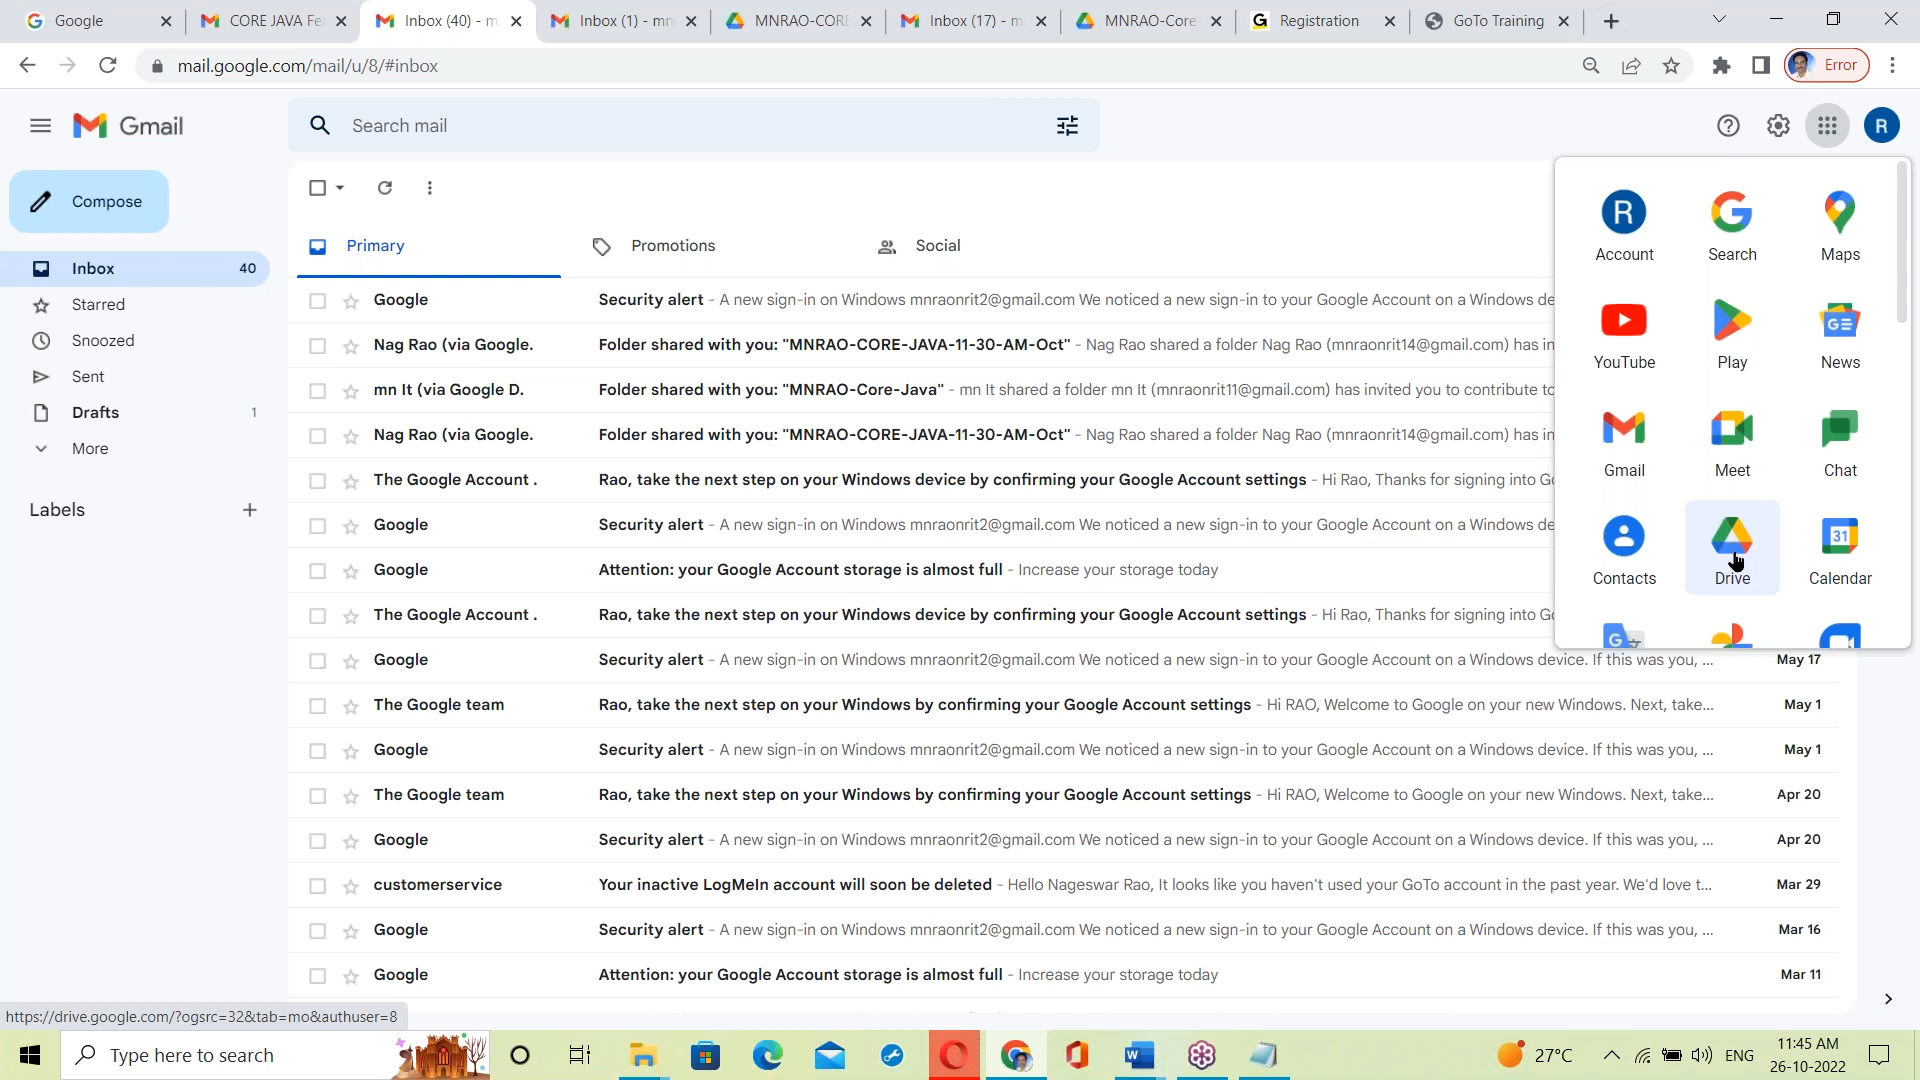 Google
CORE JAVA Fe
Inbox (40) - m
Inbox (1) - mn
MNRAO-CORE
Inbox (17) - m
MNRAO-Core-
Registration
GoTo Training
mail.google.com/mail/u/8/#inbox
Error
Gmail
Search mail
R
Compose
Inbox 40
Starred
Snoozed
Sent
Drafts 1
More
Labels
Primary
Promotions
Social
Google Security alert - A new sign-in on Windows mnraonrit2@gmail.com We noticed a new sign-in to your Google Account on a Windows de
Nag Rao (via Google. Folder shared with you: "MNRAO-CORE-JAVA-11-30-AM-Oct" - Nag Rao shared a folder Nag Rao (mnraonrit14@gmail.com) has in
mn It (via Google D. Folder shared with you: "MNRAO-Core-Java" - mn It shared a folder mn It (mnraonrit11@gmail.com) has invited you to contribute to
Nag Rao (via Google. Folder shared with you: "MNRAO-CORE-JAVA-11-30-AM-Oct" - Nag Rao shared a folder Nag Rao (mnraonrit14@gmail.com) has in
The Google Account . Rao, take the next step on your Windows device by confirming your Google Account settings - Hi Rao, Thanks for signing into Go
Google Security alert - A new sign-in on Windows mnraonrit2@gmail.com We noticed a new sign-in to your Google Account on a Windows de
Google Attention: your Google Account storage is almost full - Increase your storage today
The Google Account . Rao, take the next step on your Windows device by confirming your Google Account settings - Hi Rao, Thanks for signing into Go
Google Security alert - A new sign-in on Windows mnraonrit2@gmail.com We noticed a new sign-in to your Google Account on a Windows device. If this was you, ... May 17
The Google team Rao, take the next step on your Windows by confirming your Google Account settings - Hi RAO, Welcome to Google on your new Windows. Next, take... May 1
Google Security alert - A new sign-in on Windows mnraonrit2@gmail.com We noticed a new sign-in to your Google Account on a Windows device. If this was you, ... May 1
The Google team Rao, take the next step on your Windows by confirming your Google Account settings - Hi RAO, Welcome to Google on your new Windows. Next, take... Apr 20
Google Security alert - A new sign-in on Windows mnraonrit2@gmail.com We noticed a new sign-in to your Google Account on a Windows device. If this was you, ... Apr 20
customerservice Your inactive LogMeIn account will soon be deleted - Hello Nageswar Rao, It looks like you haven't used your GoTo account in the past year. We'd love t... Mar 29
Google Security alert - A new sign-in on Windows mnraonrit2@gmail.com We noticed a new sign-in to your Google Account on a Windows device. If this was you, ... Mar 16
Google Attention: your Google Account storage is almost full - Increase your storage today Mar 11
R
Account Search Maps
YouTube Play News
Gmail Meet Chat
31
Contacts Drive Calendar
https://drive.google.com/?ogsrc=32&tab=mo&authuser=8
Type here to search
27°C
ENG
11:45 AM
26-10-2022